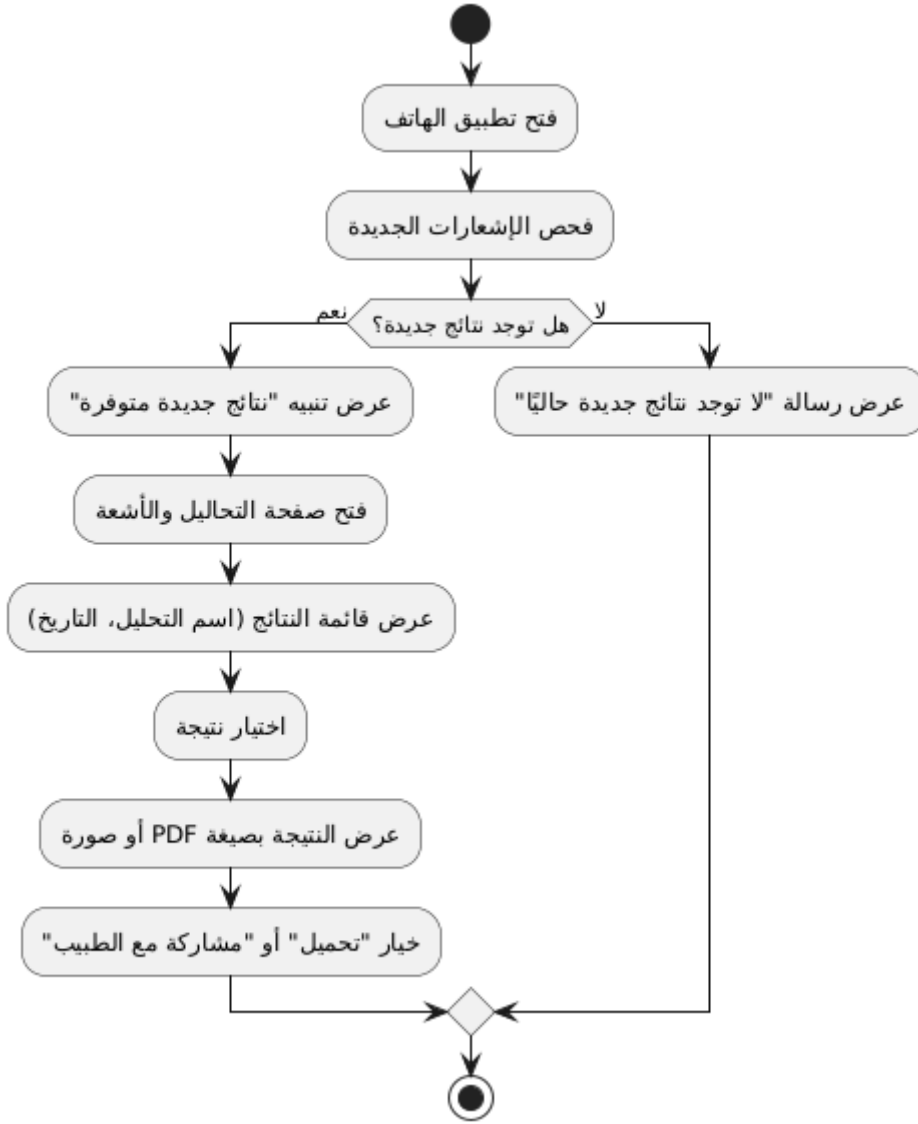 فتح تطبيق الهاتف
فحص الإشعارات الجديدة
هل توجد نتائج جديدة؟
نعم
لا
عرض تنبيه "نتائج جديدة متوفرة"
عرض رسالة "لا توجد نتائج جديدة حاليًا"
فتح صفحة التحاليل والأشعة
عرض قائمة النتائج (اسم التحليل، التاريخ)
اختيار نتيجة
عرض النتيجة بصيغة PDF أو صورة
خيار "تحميل" أو "مشاركة مع الطبيب"